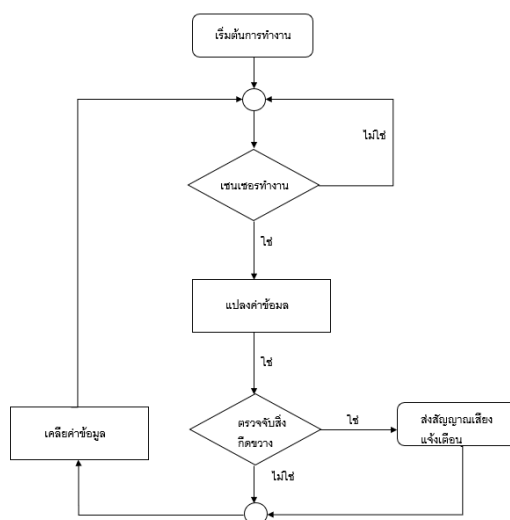 เริ่มต้นการทำงาน
ไม่ใช่
เซนเซอรทำงาน
ใช่
แปลงค่าข้อมล
ใช่
ตรวจจับสิ่ง
กีดขวาง
ใช่
ส่งสัญญาณเสียง
แจ้งเตือน
เคลียค่าข้อมูล
ไม่ใช่